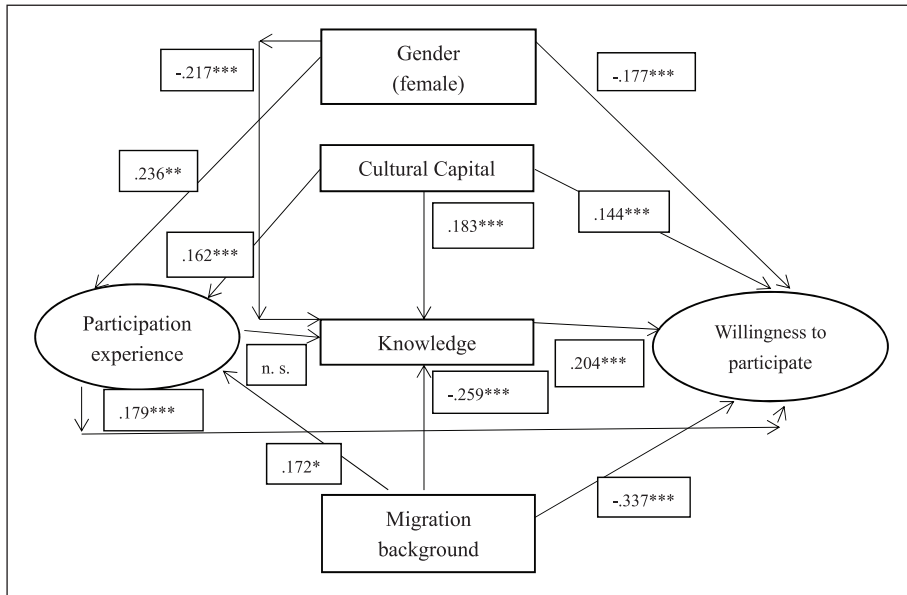 Gender
(female)
-.217***
-.177***
.236**
Cultural Capital
.183***
.144***
.162***
Participation
experience
Knowledge
Willingness to
participate
n. s.
.204***
.179***
-.259***
.172*
-.337***
Migration
background